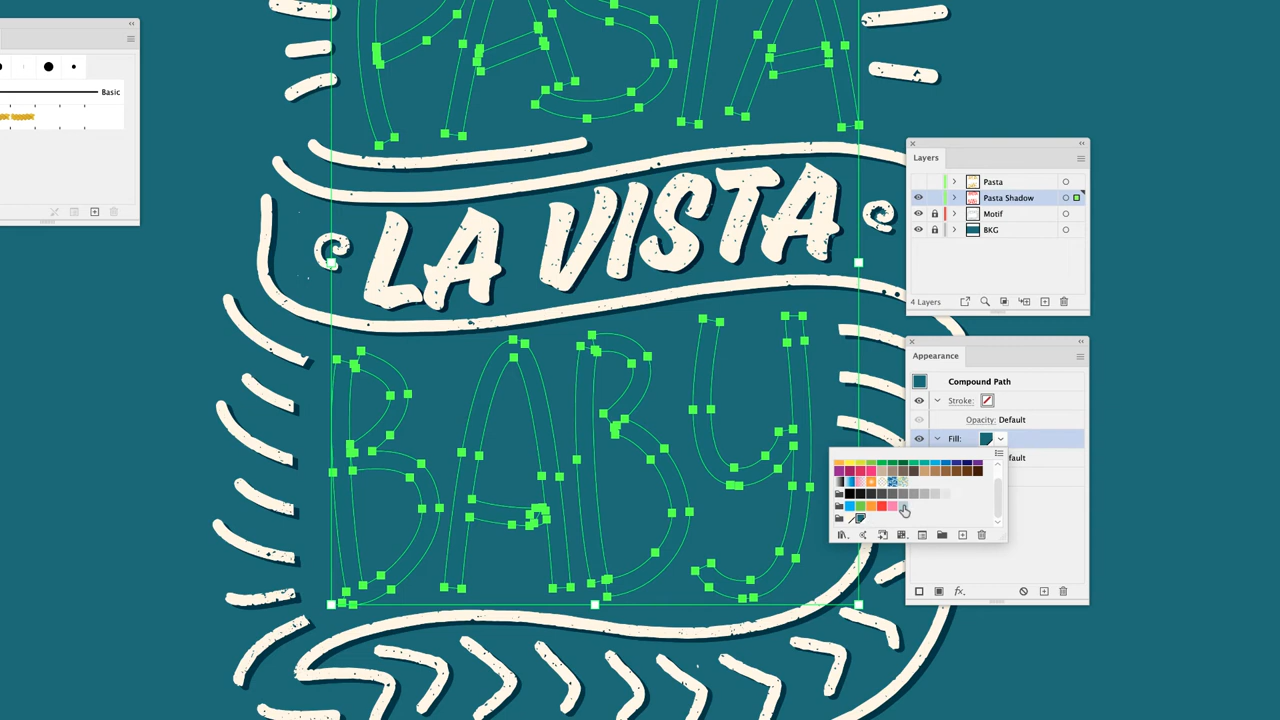 PASTA
LA VISTA
BABY
Basic
Layers
Pasta
Pasta Shadow
Motif
BKG
4 Layers
Appearance
Compound Path
Stroke:
Opacity: Default
Fill:
fault
fx